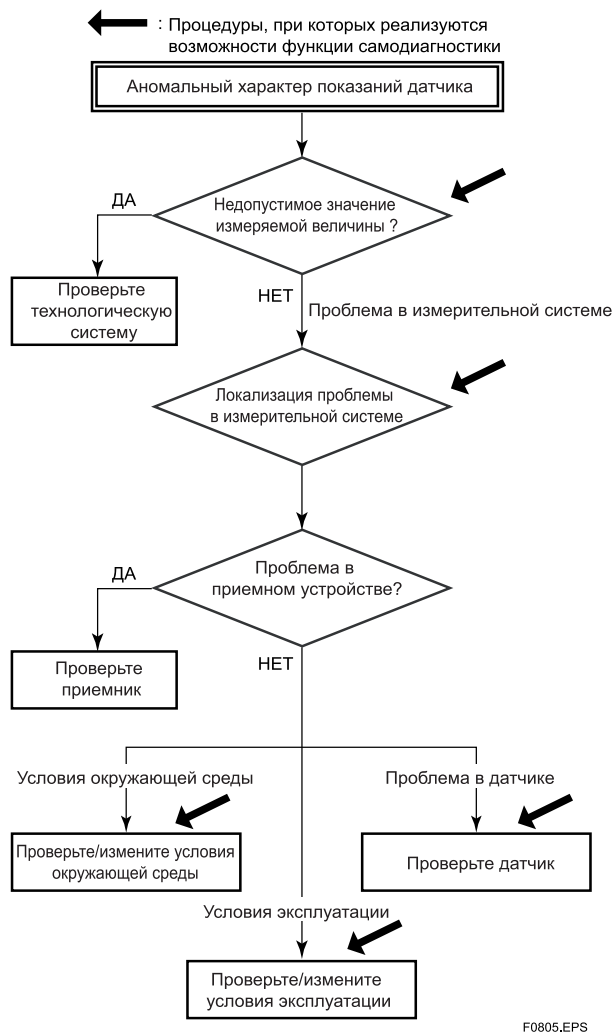 : Процедуры, при которых реализуются
возможности функции самодиагностики
Аномальный характер показаний датчика
Недопустимое значение
измеряемой величины ?
ДА
Проверьте
технологическую
систему
НЕТ
Проблема в измерительной системе
Локализация проблемы
в измерительной системе
Проблема в
приемном устройстве?
ДА
Проверьте
приемник
НЕТ
Условия окружающей среды
Проблема в датчике
Проверьте/измените условия
окружающей среды
Проверьте датчик
Условия эксплуатации
Проверьте/измените
условия эксплуатации
F0805.EPS